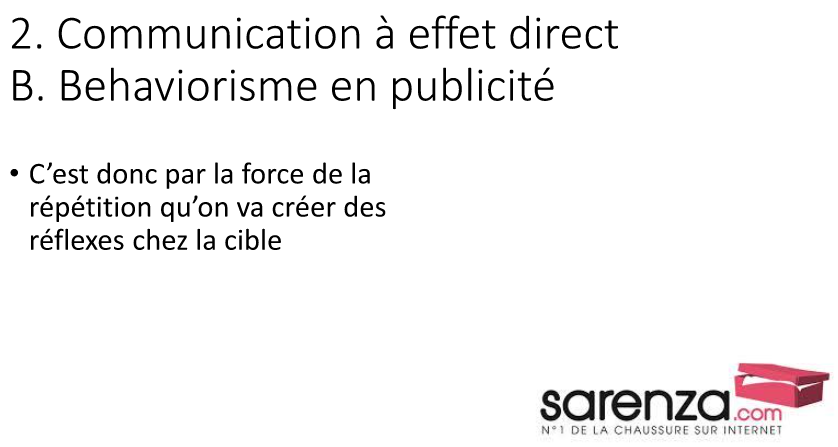 2. Communication à effet direct
B. Behaviorisme en publicité
• C’est donc par la force de la
répétition qu’on va créer des
réflexes chez la cible
sarenza.com
N°1 DE LA CHAUSSURE SUR INTERNET